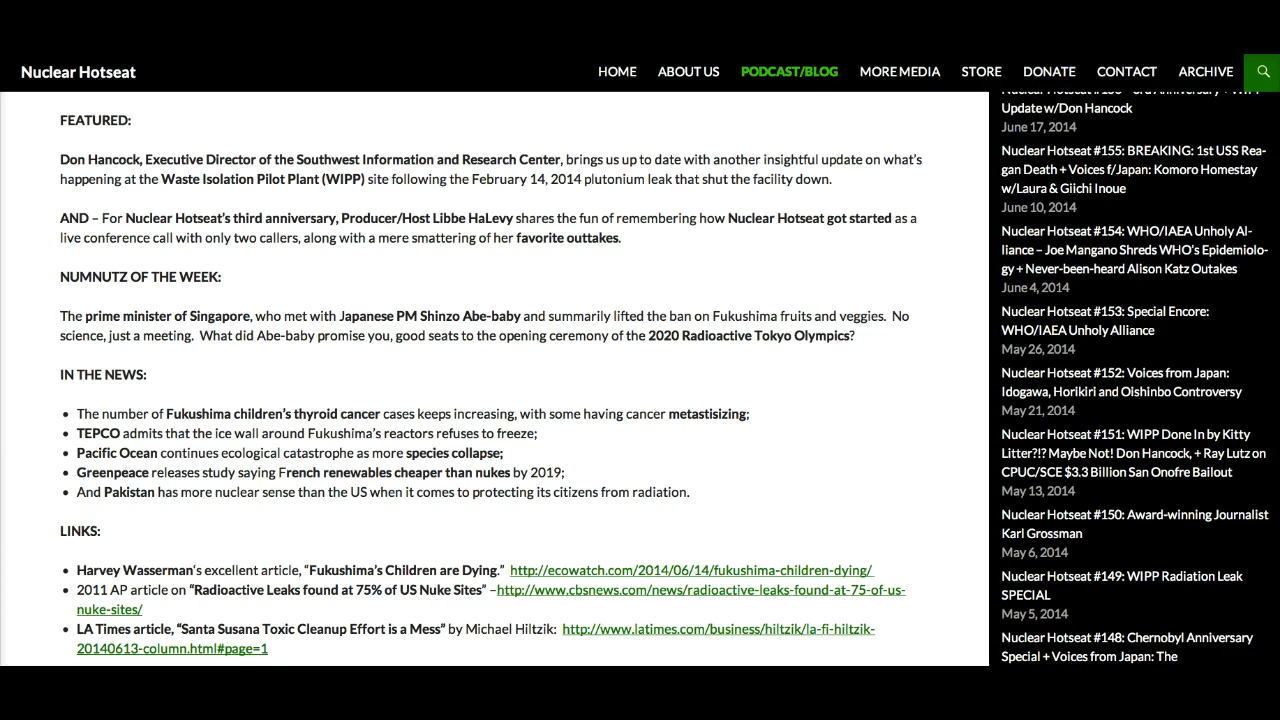 Nuclear Hotseat
HOME ABOUT US PODCAST/BLOG MORE MEDIA STORE DONATE CONTACT ARCHIVE
FEATURED:
Don Hancock, Executive Director of the Southwest Information and Research Center, brings us up to date with another insightful update on what's
happening at the Waste Isolation Pilot Plant (WIPP) site following the February 14, 2014 plutonium leak that shut the facility down.
AND – For Nuclear Hotseat's third anniversary, Producer/Host Libbe HaLevy shares the fun of remembering how Nuclear Hotseat got started as a
live conference call with only two callers, along with a mere smattering of her favorite outtakes.
NUMNUTZ OF THE WEEK:
The prime minister of Singapore, who met with Japanese PM Shinzo Abe-baby and summarily lifted the ban on Fukushima fruits and veggies. No
science, just a meeting. What did Abe-baby promise you, good seats to the opening ceremony of the 2020 Radioactive Tokyo Olympics?
IN THE NEWS:
• The number of Fukushima children's thyroid cancer cases keeps increasing, with some having cancer metastisizing;
• TEPCO admits that the ice wall around Fukushima's reactors refuses to freeze;
• Pacific Ocean continues ecological catastrophe as more species collapse;
• Greenpeace releases study saying French renewables cheaper than nukes by 2019;
• And Pakistan has more nuclear sense than the US when it comes to protecting its citizens from radiation.
LINKS:
• Harvey Wasserman's excellent article, "Fukushima's Children are Dying." http://ecowatch.com/2014/06/14/fukushima-children-dying/
• 2011 AP article on "Radioactive Leaks found at 75% of US Nuke Sites" –http://www.cbsnews.com/news/radioactive-leaks-found-at-75-of-us-
nuke-sites/
• LA Times article, "Santa Susana Toxic Cleanup Effort is a Mess" by Michael Hiltzik: http://www.latimes.com/business/hiltzik/la-fi-hiltzik-
20140613-column.html#page=1
Nuclear Hotseat #156 – 3rd Anniversary + WIPP
Update w/Don Hancock
June 17, 2014
Nuclear Hotseat #155: BREAKING: 1st USS Rea-
gan Death + Voices f/Japan: Komoro Homestay
w/Laura & Giichi Inoue
June 10, 2014
Nuclear Hotseat #154: WHO/IAEA Unholy Al-
liance – Joe Mangano Shreds WHO's Epidemiolo-
gy + Never-been-heard Alison Katz Outakes
June 4, 2014
Nuclear Hotseat #153: Special Encore:
WHO/IAEA Unholy Alliance
May 26, 2014
Nuclear Hotseat #152: Voices from Japan:
Idogawa, Horikiri and Oishinbo Controversy
May 21, 2014
Nuclear Hotseat #151: WIPP Done In by Kitty
Litter?!? Maybe Not! Don Hancock, + Ray Lutz on
CPUC/SCE $3.3 Billion San Onofre Bailout
May 13, 2014
Nuclear Hotseat #150: Award-winning Journalist
Karl Grossman
May 6, 2014
Nuclear Hotseat #149: WIPP Radiation Leak
SPECIAL
May 5, 2014
Nuclear Hotseat #148: Chernobyl Anniversary
Special + Voices from Japan: The